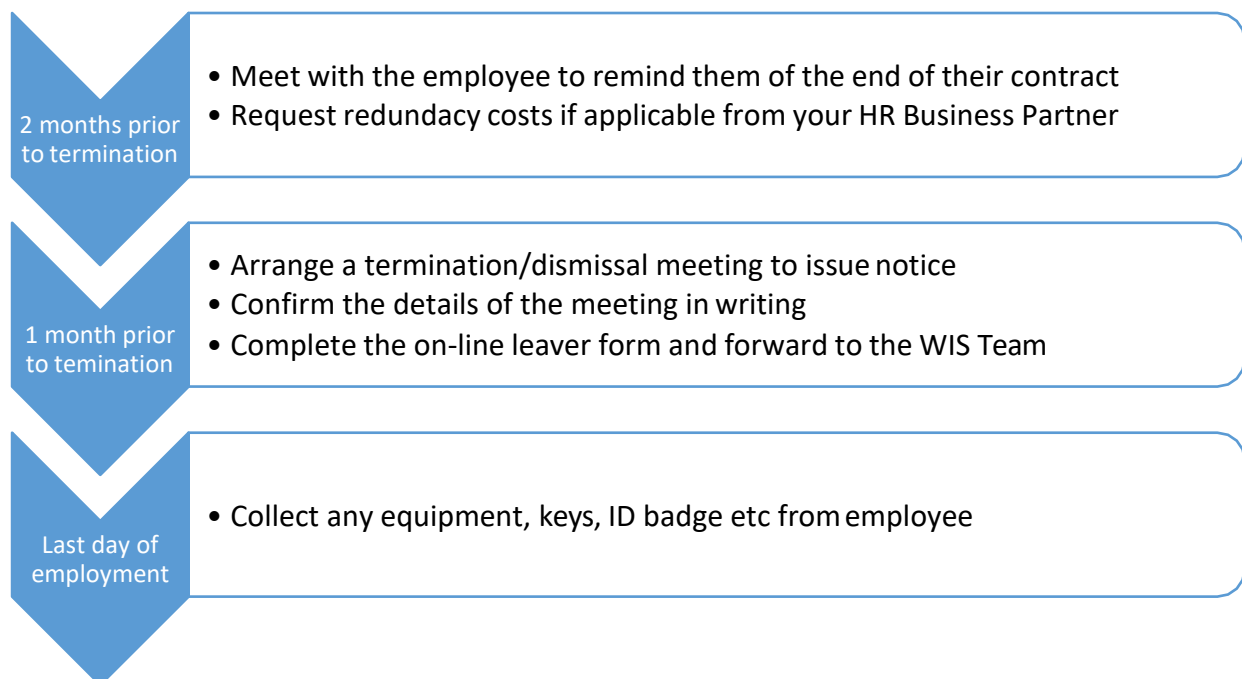 2 months prior
to termination
• Meet with the employee to remind them of the end of their contract
• Request redundacy costs if applicable from your HR Business Partner
1 month prior
to temination
• Arrange a termination/dismissal meeting to issue notice
• Confirm the details of the meeting in writing
• Complete the on-line leaver form and forward to the WIS Team
Last day of
employment
• Collect any equipment, keys, ID badge etc from employee